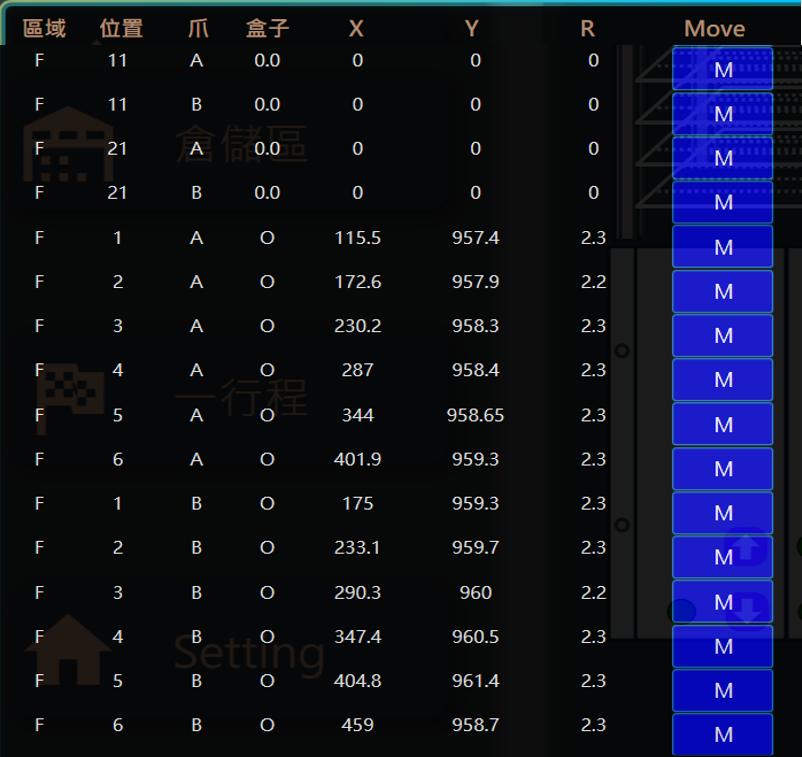 區域 位置 爪 盒子 X Y R Move
F 11 A 0.0 0 0 0 M
F 11 B 0.0 0 0 0 M
倉儲區
F 21 A 0.0 0 0 0 M
F 21 B 0.0 0 0 0 M
F 1 A O 115.5 957.4 2.3 M
F 2 A O 172.6 957.9 2.2 M
F 3 A O 230.2 958.3 2.3 M
F 4 A O 287 958.4 2.3 M
一行程
F 5 A O 344 958.65 2.3 M
F 6 A O 401.9 959.3 2.3 M
F 1 B O 175 959.3 2.3 M
F 2 B O 233.1 959.7 2.3 M
F 3 B O 290.3 960 2.2 M
F 4 B O 347.4 960.5 2.3 M
Setting
F 5 B O 404.8 961.4 2.3 M
F 6 B O 459 958.7 2.3 M